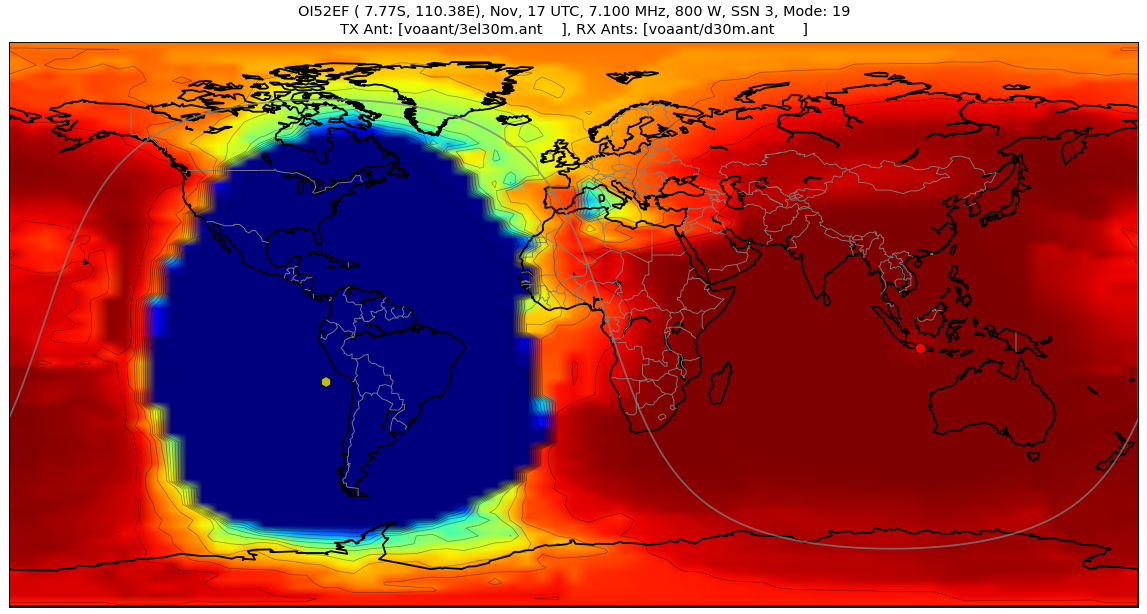 OI52EF ( 7.77S, 110.38E), Nov, 17 UTC, 7.100 MHz, 800 W, SSN 3, Mode: 19
TX Ant: [voaant/3el30m.ant    ], RX Ants: [voaant/d30m.ant      ]